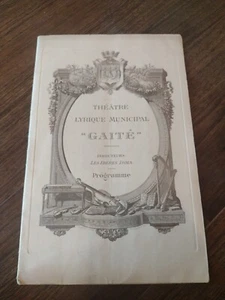 THÉATRE
LYRIQUE MUNICIPAL
"GAITÉ"
DIRECTEURS
LES FRÈRES ISOLA
Programme